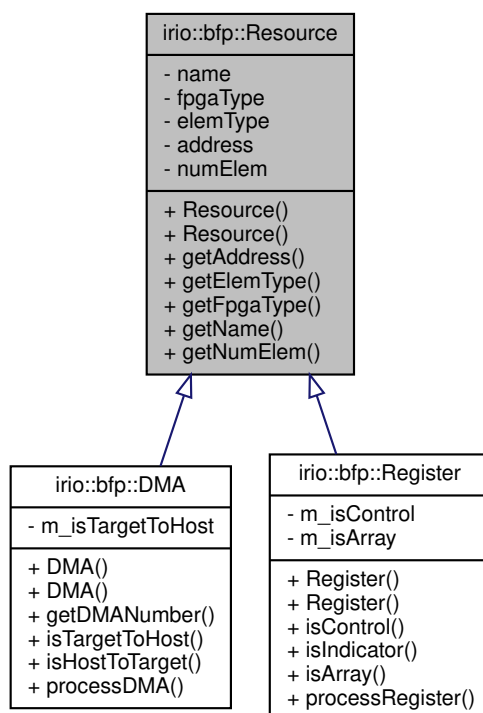 irio::bfp::Resource
- name
- fpgaType
- elemType
- address
- numElem
+ Resource()
+ Resource()
+ getAddress()
+ getElemType()
+ getFpgaType()
+ getName()
+ getNumElem()
irio::bfp::DMA
- m_isTargetToHost
+ DMA()
+ DMA()
+ getDMANumber()
+ isTargetToHost()
+ isHostToTarget()
+ processDMA()
irio::bfp::Register
- m_isControl
- m_isArray
+ Register()
+ Register()
+ isControl()
+ isIndicator()
+ isArray()
+ processRegister()